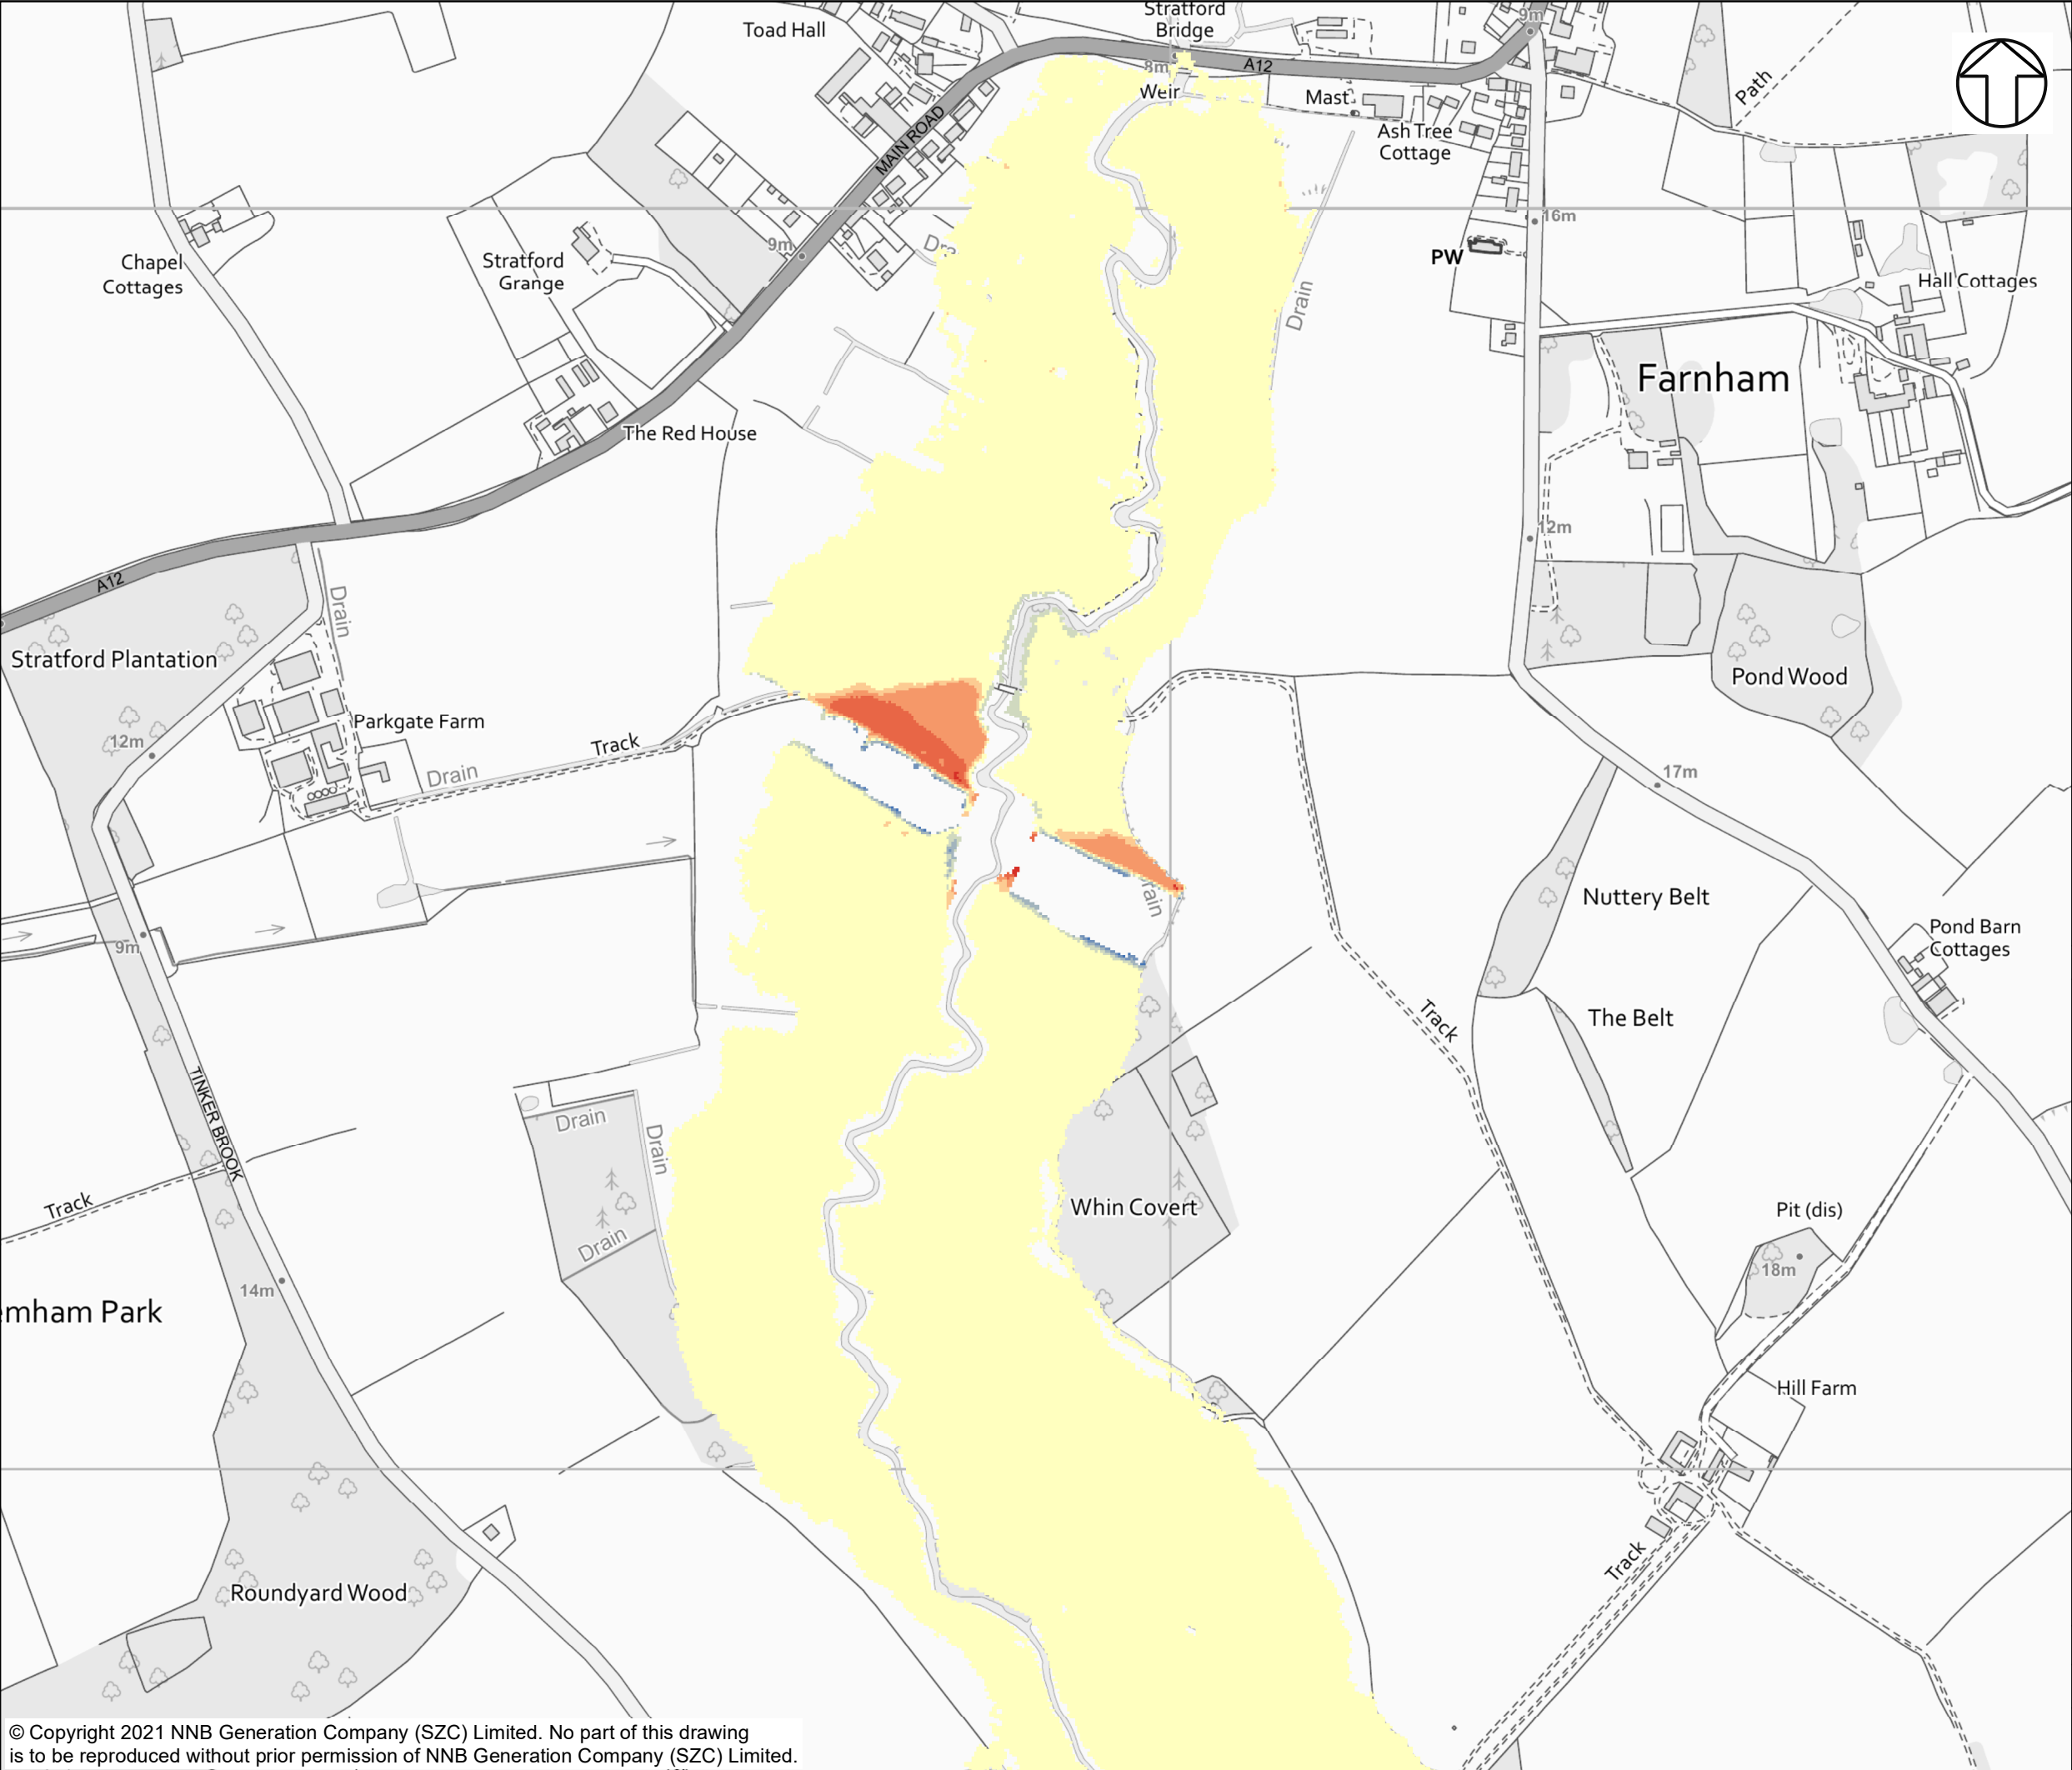 Stratford
Bridge
Toad Hall
9m
8m
A12
Weir
Mast
Path
Ash Tree
Cottage
MAIN ROAD
16m
9m
PW
Chapel
Cottages
Stratford
Grange
Hall Cottages
Drain
Farnham
The Red House
12m
A12
Drain
Stratford Plantation
Pond Wood
Parkgate Farm
12m
Track
Drain
17m
Nuttery Belt
Pond Barn
Cottages
9m
The Belt
Track
TINKER BROOK
Drain
Drain
Track
Whin Covert
Pit (dis)
Drain
18m
14m
emham Park
Hill Farm
Track
Roundyard Wood
© Copyright 2021 NNB Generation Company (SZC) Limited. No part of this drawing
is to be reproduced without prior permission of NNB Generation Company (SZC) Limited.